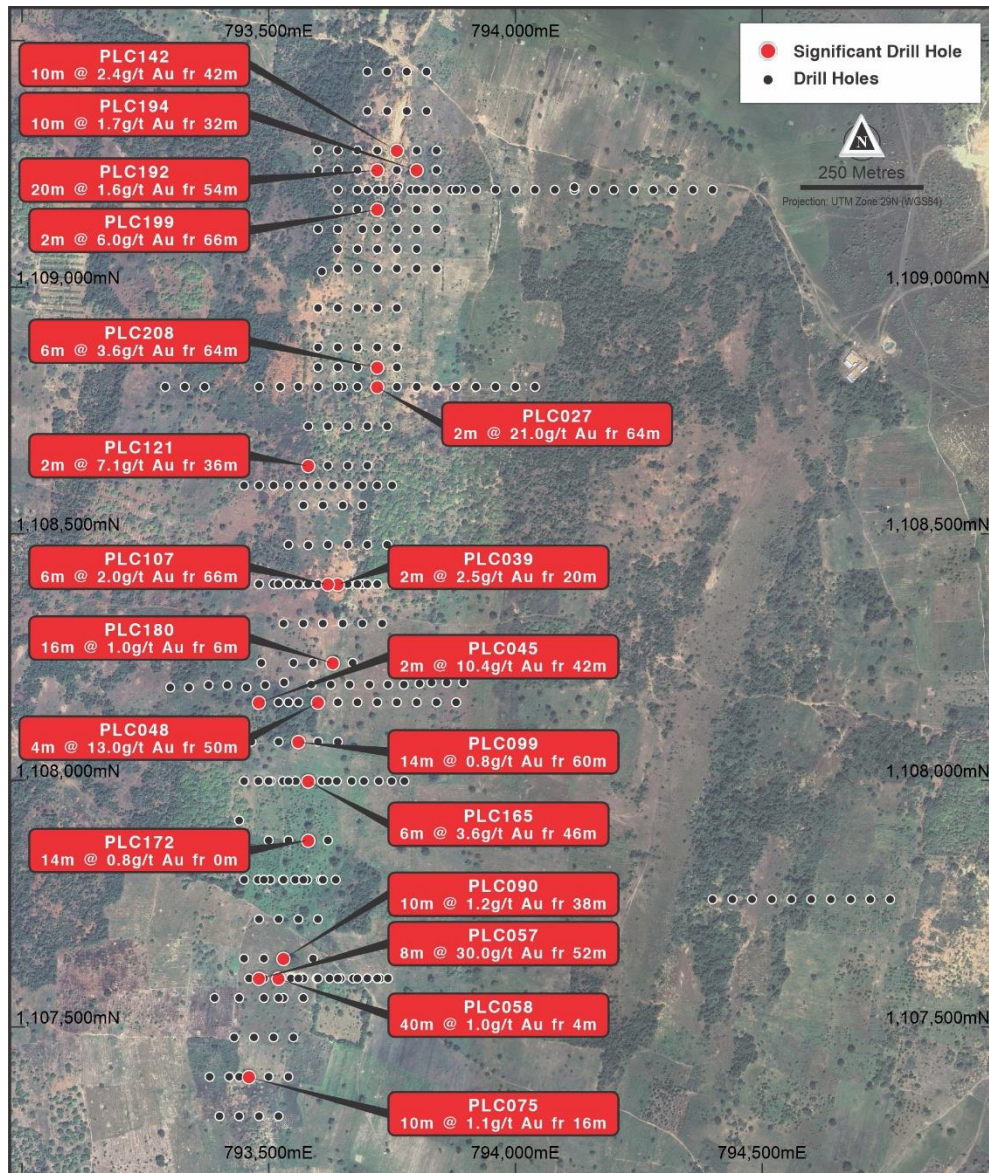 793,500mE
794,000mE
PLC142
10m @ 2.4g/t Au fr 42m
PLC194
10m @ 1.7g/t Au fr 32m
PLC192
20m @ 1.6g/t Au fr 54m
PLC199
2m @ 6.0g/t Au fr 66m
Significant Drill Hole
Drill Holes
N
250 Metres
Projection: UTM Zone 29N (WGS84)
1,109,000mN
1,109,000mN
PLC208
6m @ 3.6g/t Au fr 64m
PLC027
2m @ 21.0g/t Au fr 64m
PLC121
2m @ 7.1g/t Au fr 36m
1,108,500mN
1,108,500mN
PLC107
6m @ 2.0g/t Au fr 66m
PLC039
2m @ 2.5g/t Au fr 20m
PLC180
16m @ 1.0g/t Au fr 6m
PLC045
2m @ 10.4g/t Au fr 42m
PLC048
4m @ 13.0g/t Au fr 50m
PLC099
14m @ 0.8g/t Au fr 60m
1,108,000mN
1,108,000mN
PLC165
6m @ 3.6g/t Au fr 46m
PLC172
14m @ 0.8g/t Au fr 0m
PLC090
10m @ 1.2g/t Au fr 38m
PLC057
8m @ 30.0g/t Au fr 52m
PLC058
40m @ 1.0g/t Au fr 4m
1,107,500mN
1,107,500mN
PLC075
10m @ 1.1g/t Au fr 16m
793,500mE
794,000mE
794,500mE